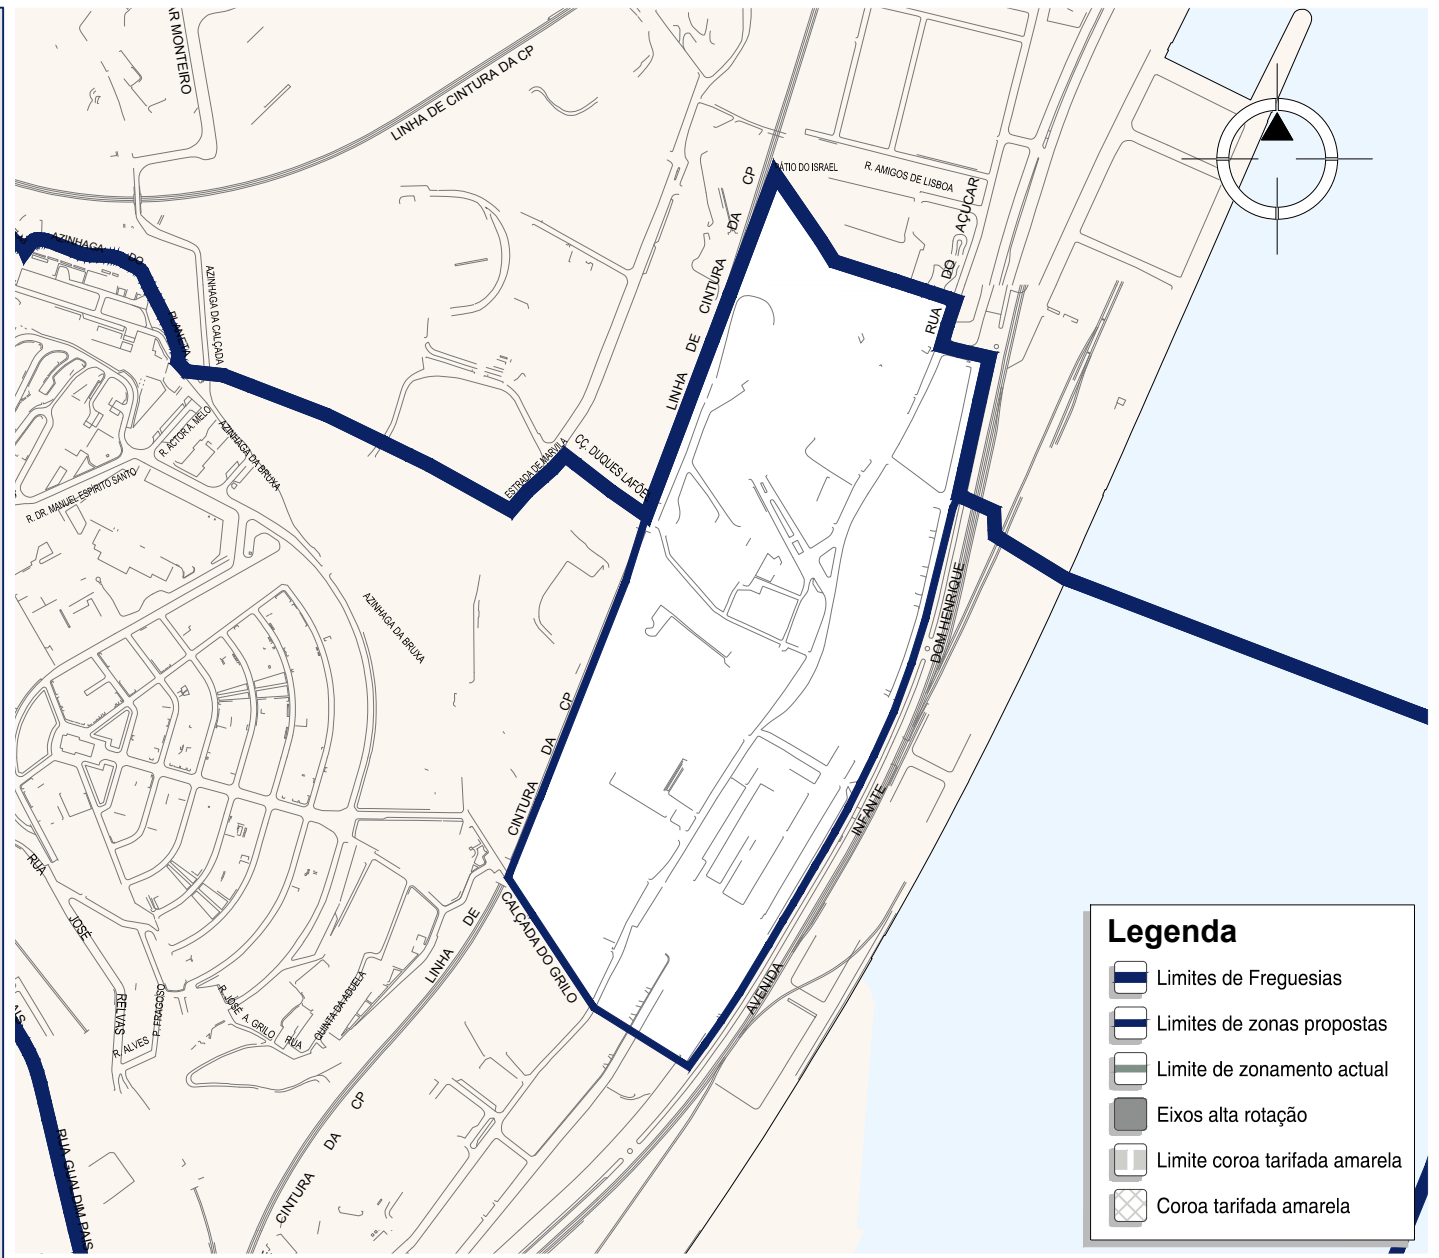 AR MONTEIRO
LINHA DE CINTURA DA CP
PÁTIO DO ISRAEL
R. AMIGOS DE LISBOA
RUA DO AÇUCAR
LINHA DE CINTURA DA CP
AZINHAGA DO PLANETA
AZINHAGA DA CALÇADA
R. ACTOR A. MELO
AZINHAGA DA BRUXA
R. DR. MANUEL ESPÍRITO SANTO
ESTRADA DE MARVILA
CÇ. DUQUES LAFÕES
AZINHAGA DA BRUXA
AVENIDA INFANTE DOM HENRIQUE
LINHA DE CINTURA DA CP
CALÇADA DO GRILO
RUA JOSÉ RELVAS
P. FRAGOSO
R. ALVES
R. JOSÉ A. GRILO
RUA QUINTA DA ADUELA
CINTURA DA CP
RUA GUALDIM PAIS
AIS
Legenda
Limites de Freguesias
Limites de zonas propostas
Limite de zonamento actual
Eixos alta rotação
Limite coroa tarifada amarela
Coroa tarifada amarela